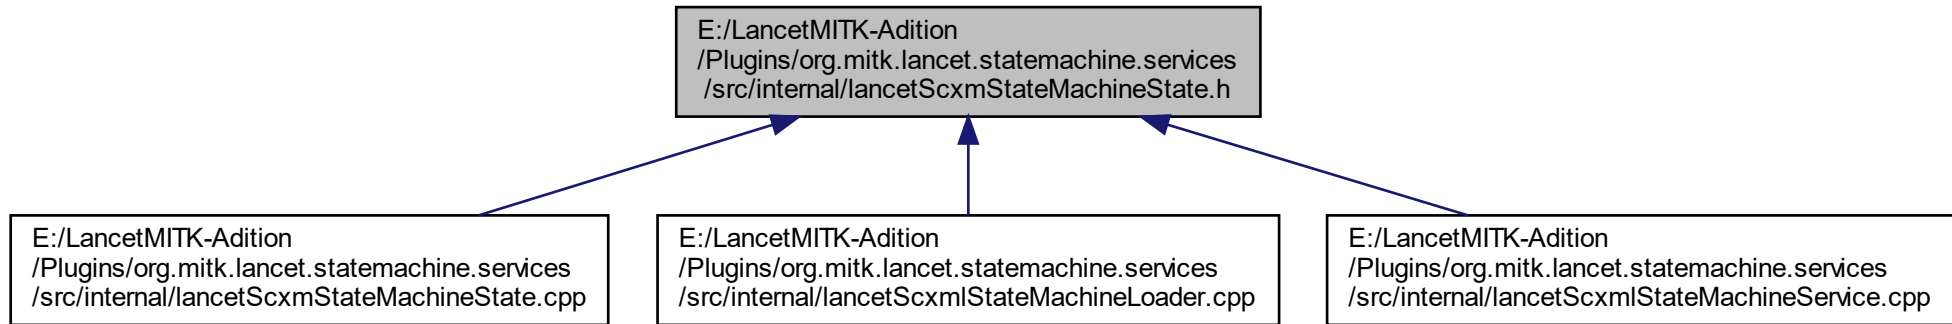 E:/LancetMITK-Adition
/Plugins/org.mitk.lancet.statemachine.services
/src/internal/lancetScxmStateMachineState.h
E:/LancetMITK-Adition
/Plugins/org.mitk.lancet.statemachine.services
/src/internal/lancetScxmStateMachineState.cpp
E:/LancetMITK-Adition
/Plugins/org.mitk.lancet.statemachine.services
/src/internal/lancetScxmlStateMachineLoader.cpp
E:/LancetMITK-Adition
/Plugins/org.mitk.lancet.statemachine.services
/src/internal/lancetScxmlStateMachineService.cpp